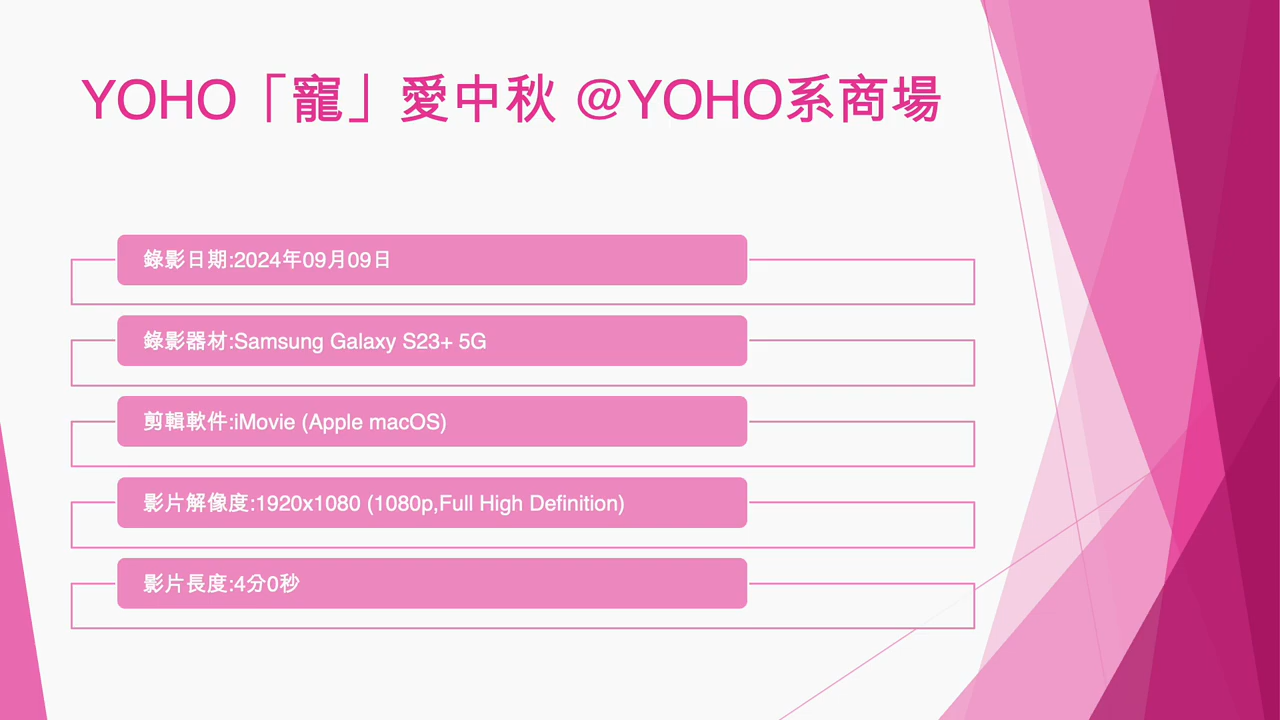 YOHO「寵」愛中秋 @YOHO系商場
錄影日期:2024年09月09日
錄影器材:Samsung Galaxy S23+ 5G
剪輯軟件:iMovie (Apple macOS)
影片解像度:1920x1080 (1080p,Full High Definition)
影片長度:4分0秒